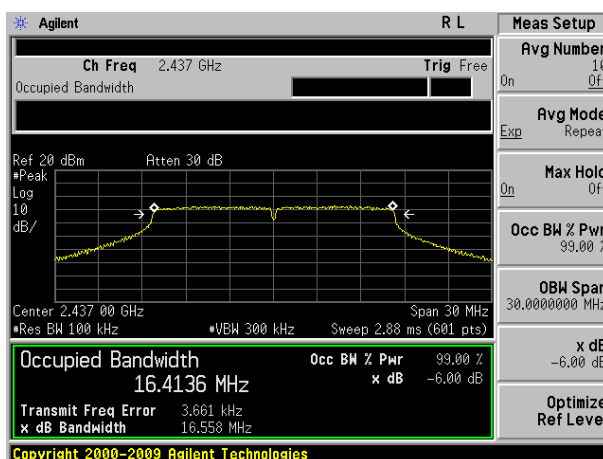 Agilent R L Meas Setup
Ch Freq 2.437 GHz Trig Free
Occupied Bandwidth
Avg Number
On
Avg Mode
Exp Repeat
Max Hold
On
Occ BW % Pwr
99.00 %
OBW Span
30.0000000 MHz
x dB
-6.00 dB
Optimize
Ref Level
Ref 20 dBm Atten 30 dB
#Peak
Log
10
dB/
Center 2.437 00 GHz Span 30 MHz
#Res BW 100 kHz #VBW 300 kHz Sweep 2.88 ms (601 pts)
Occupied Bandwidth Occ BW % Pwr 99.00 %
16.4136 MHz x dB -6.00 dB
Transmit Freq Error 3.661 kHz
x dB Bandwidth 16.558 MHz
Copyright 2000-2009 Agilent Technologies